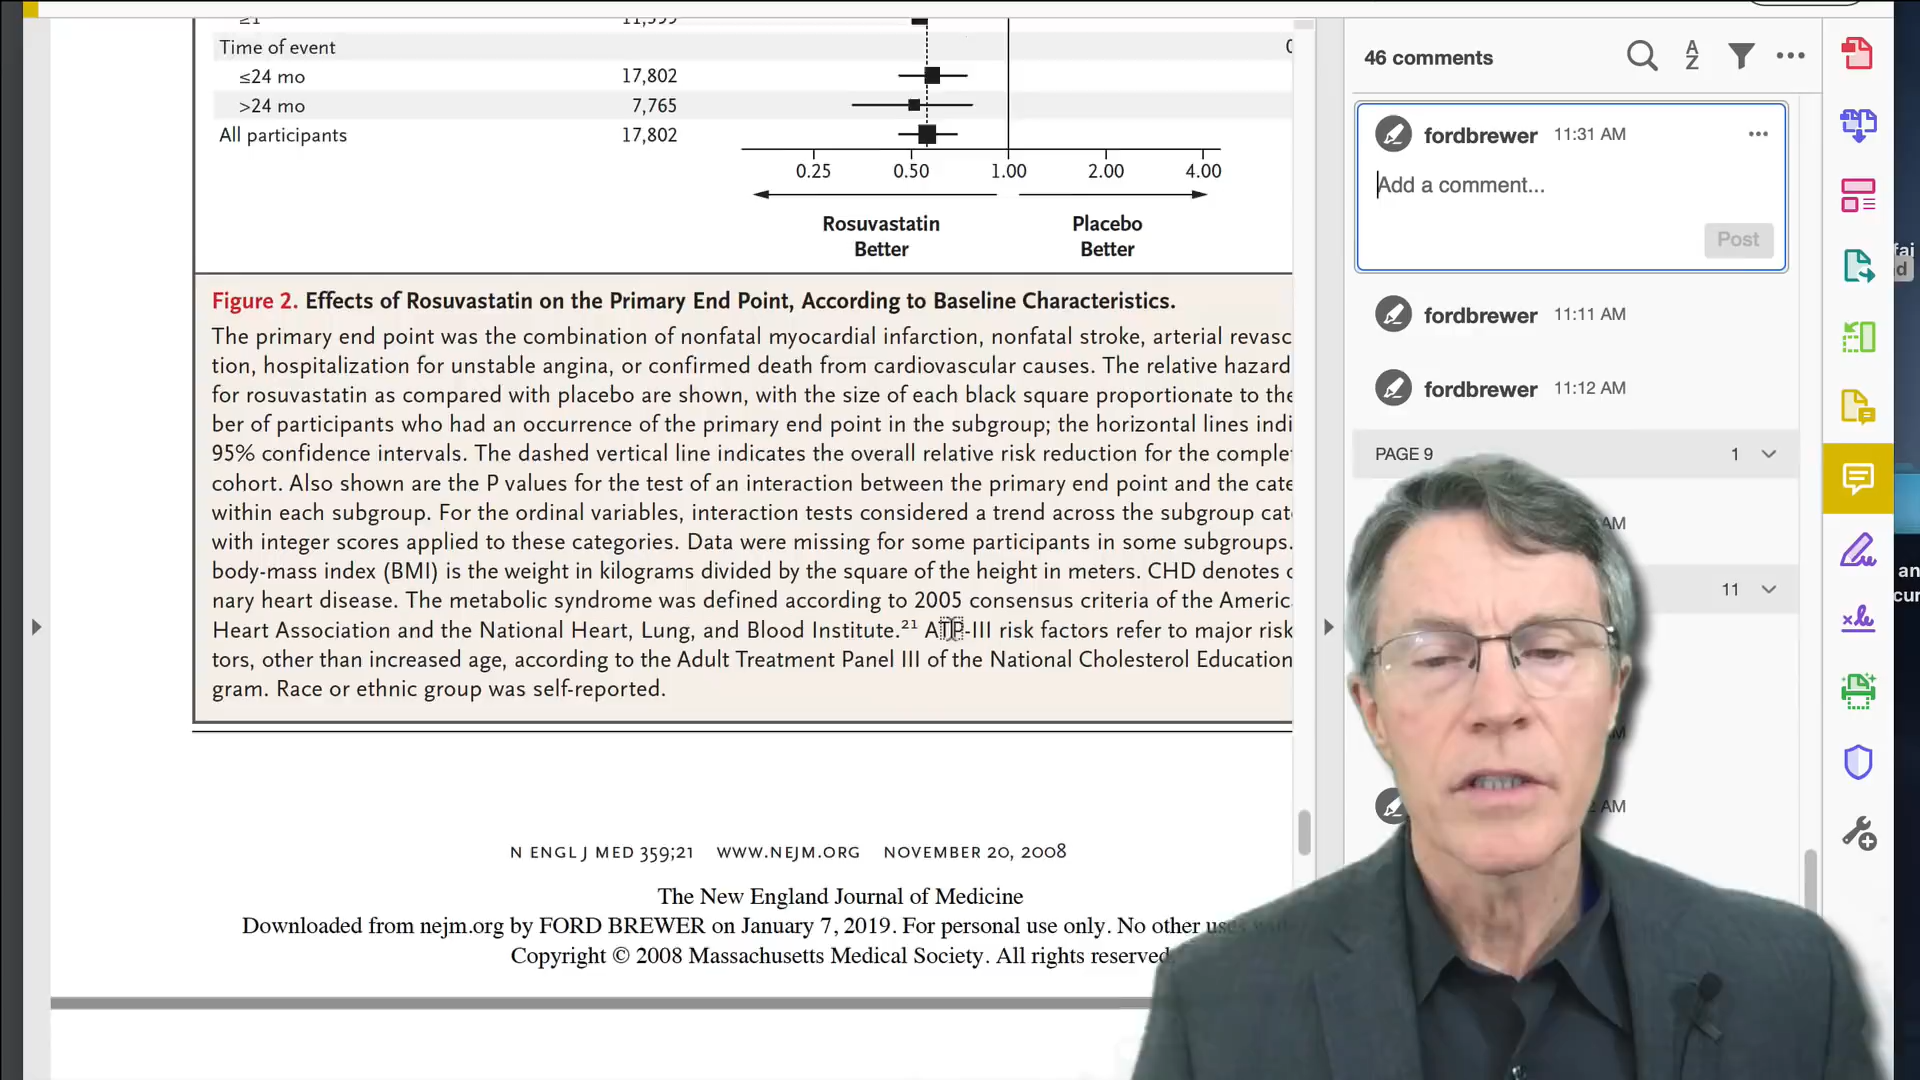 ≥1 11,399
Time of event
≤24 mo 17,802
>24 mo 7,765
All participants 17,802
0.25 0.50 1.00 2.00 4.00
Rosuvastatin Better
Placebo Better
Figure 2. Effects of Rosuvastatin on the Primary End Point, According to Baseline Characteristics.
The primary end point was the combination of nonfatal myocardial infarction, nonfatal stroke, arterial revasc
tion, hospitalization for unstable angina, or confirmed death from cardiovascular causes. The relative hazard
for rosuvastatin as compared with placebo are shown, with the size of each black square proportionate to the
ber of participants who had an occurrence of the primary end point in the subgroup; the horizontal lines indi
95% confidence intervals. The dashed vertical line indicates the overall relative risk reduction for the complet
cohort. Also shown are the P values for the test of an interaction between the primary end point and the cate
within each subgroup. For the ordinal variables, interaction tests considered a trend across the subgroup cat
with integer scores applied to these categories. Data were missing for some participants in some subgroups.
body-mass index (BMI) is the weight in kilograms divided by the square of the height in meters. CHD denotes c
nary heart disease. The metabolic syndrome was defined according to 2005 consensus criteria of the Americ
Heart Association and the National Heart, Lung, and Blood Institute.²¹ ATP-III risk factors refer to major risk
tors, other than increased age, according to the Adult Treatment Panel III of the National Cholesterol Education
gram. Race or ethnic group was self-reported.
N ENGL J MED 359;21 WWW.NEJM.ORG NOVEMBER 20, 2008
The New England Journal of Medicine
Downloaded from nejm.org by FORD BREWER on January 7, 2019. For personal use only. No other uses
Copyright © 2008 Massachusetts Medical Society. All rights reserved.
46 comments
A
Z
fordbrewer 11:31 AM
Add a comment...
Post
fordbrewer 11:11 AM
fordbrewer 11:12 AM
PAGE 9 1
AM
11
AM